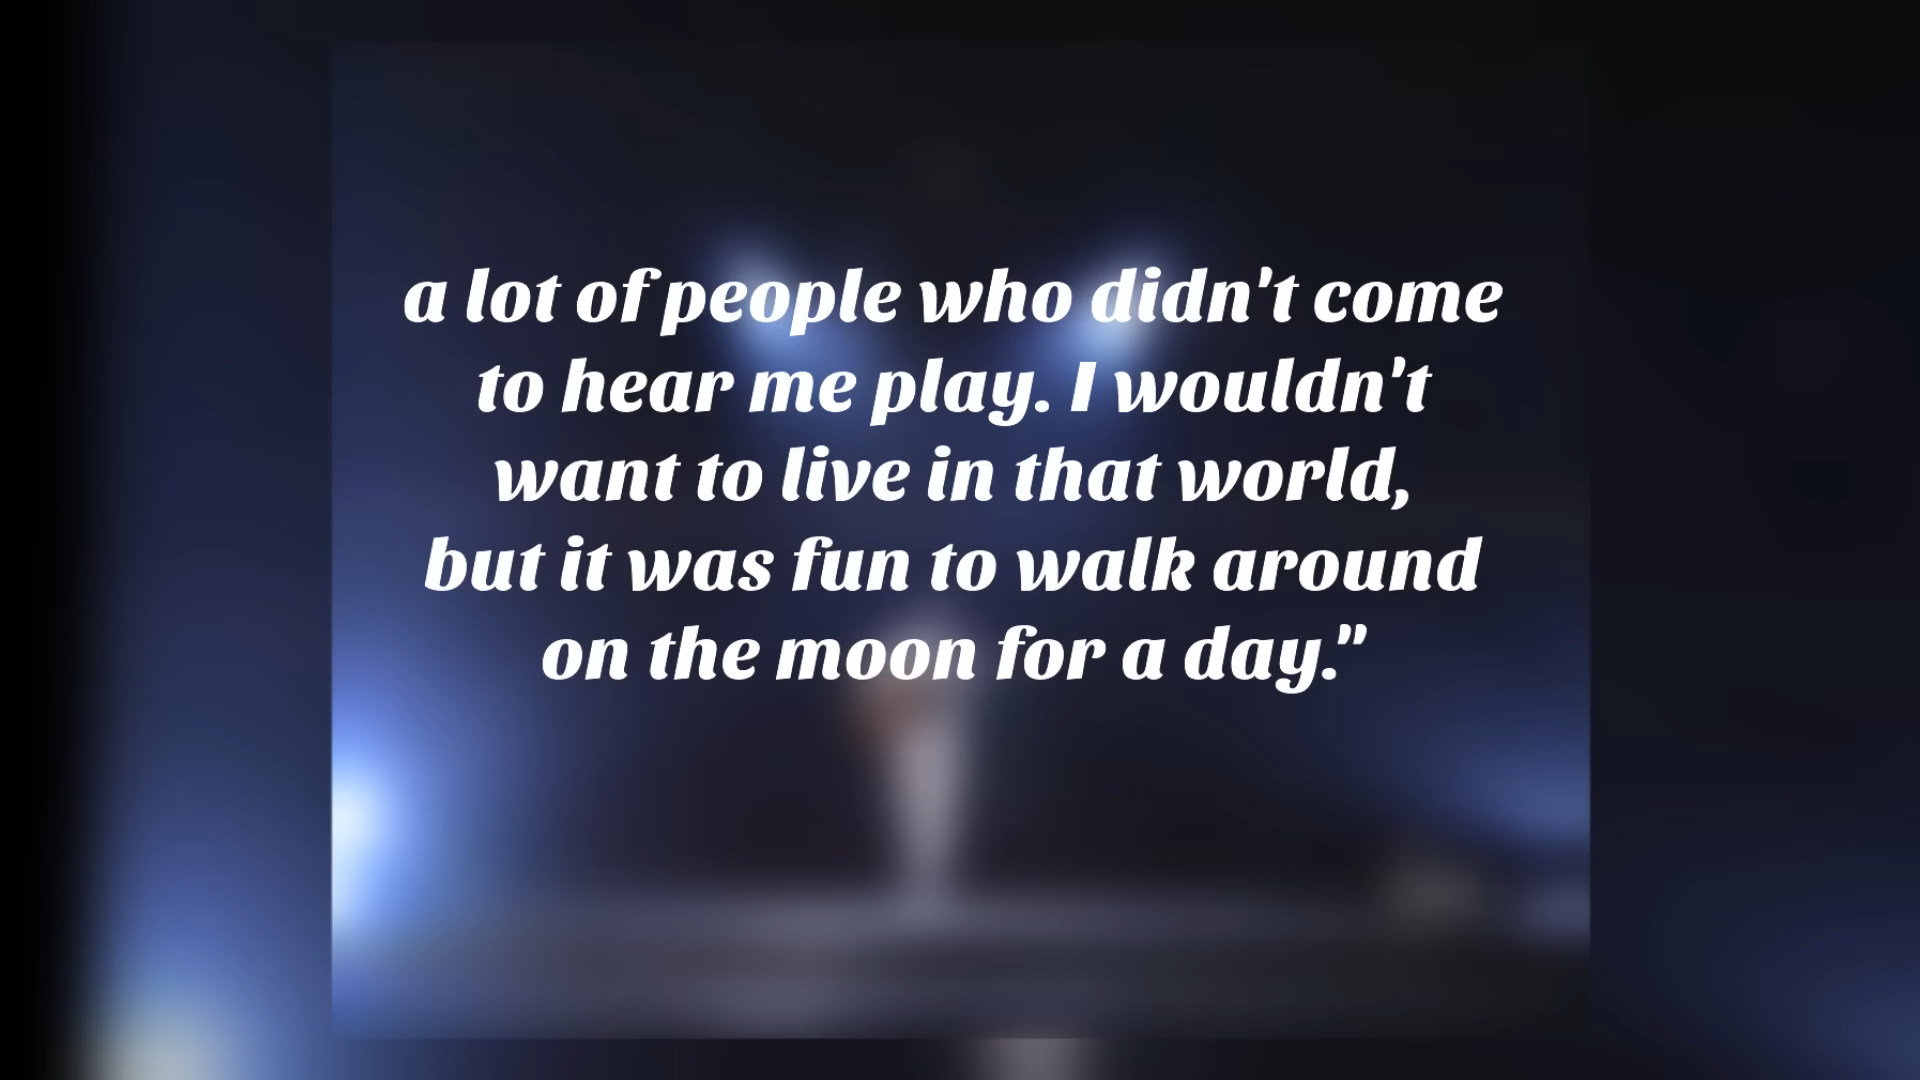 a lot of people who didn't come
to hear me play. I wouldn't
want to live in that world,
but it was fun to walk around
on the moon for a day."